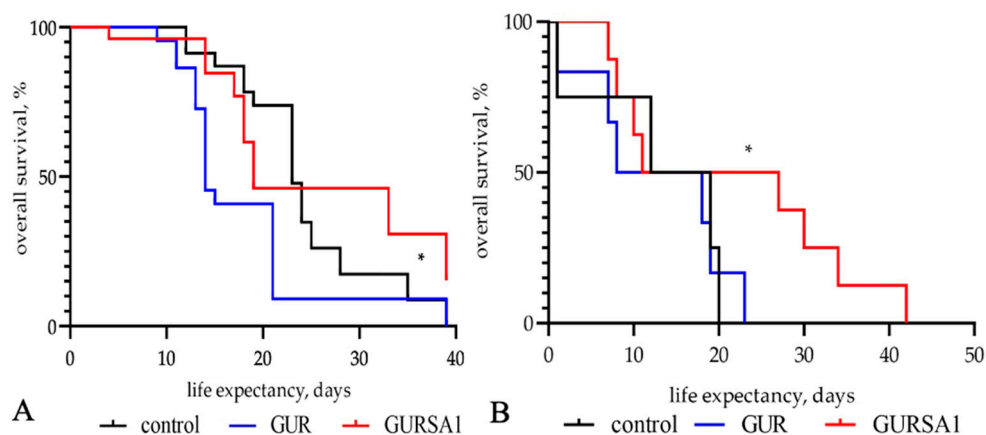 100
50
0
overall survival, %
0 10 20 30 40
life expectancy, days
A
control GUR GURSA1
*
100
50
0
overall survival, %
0 10 20 30 40 50
life expectancy, days
B
control GUR GURSA1
*